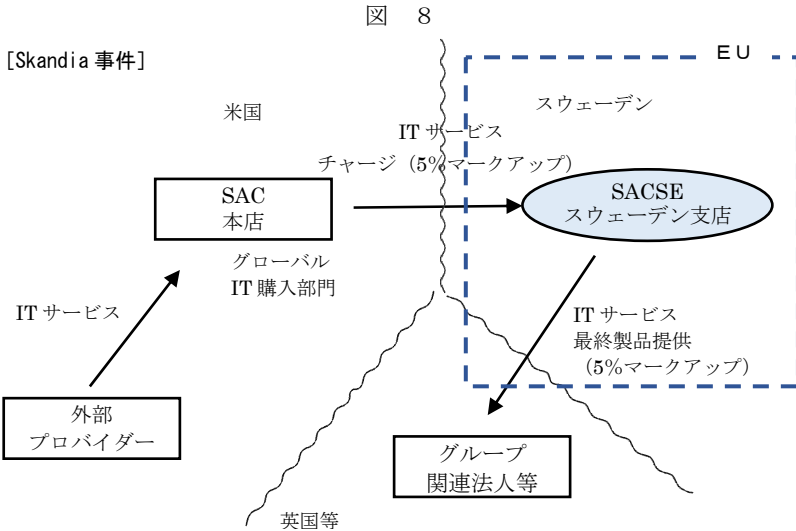 図 8
[Skandia 事件]
EU
米国
スウェーデン
IT サービス
チャージ（5%マークアップ）
SAC
本店
SACSE
スウェーデン支店
グローバル
IT 購入部門
IT サービス
IT サービス
最終製品提供
（5%マークアップ）
外部
プロバイダー
グループ
関連法人等
英国等